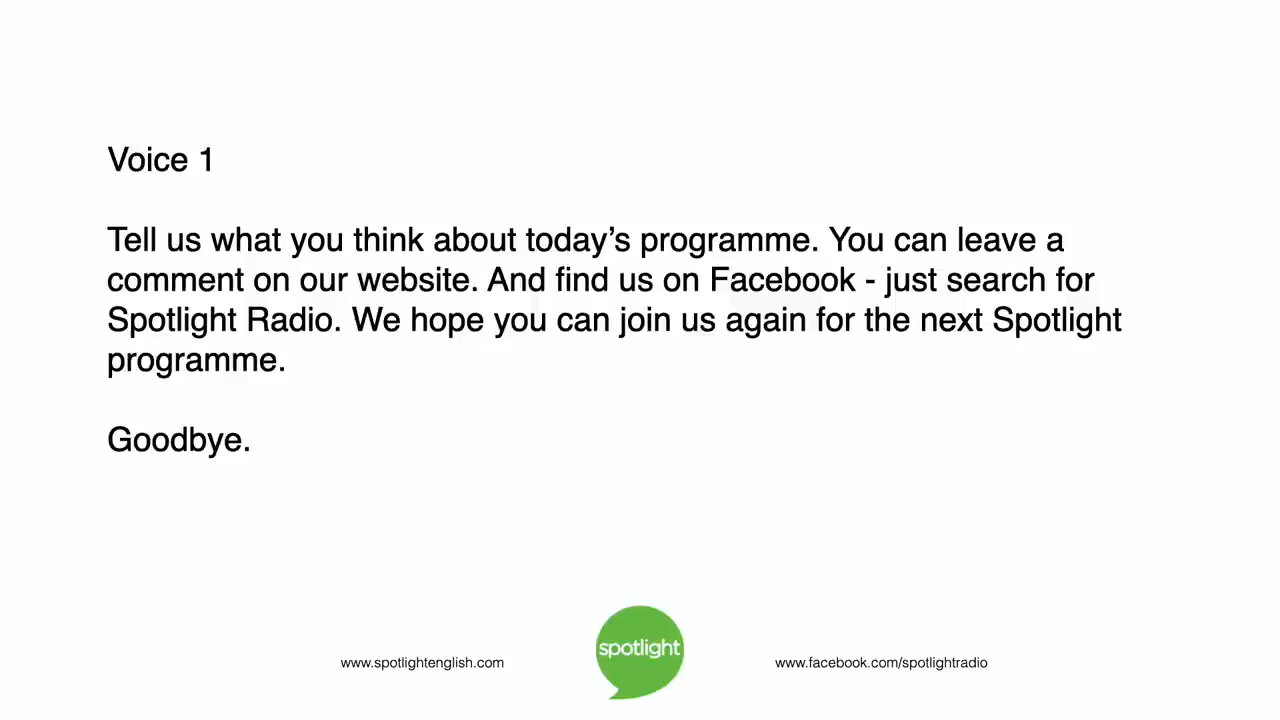 Voice 1
Tell us what you think about today’s programme. You can leave a
comment on our website. And find us on Facebook - just search for
Spotlight Radio. We hope you can join us again for the next Spotlight
programme.
Goodbye.
www.spotlightenglish.com
spotlight
www.facebook.com/spotlightradio